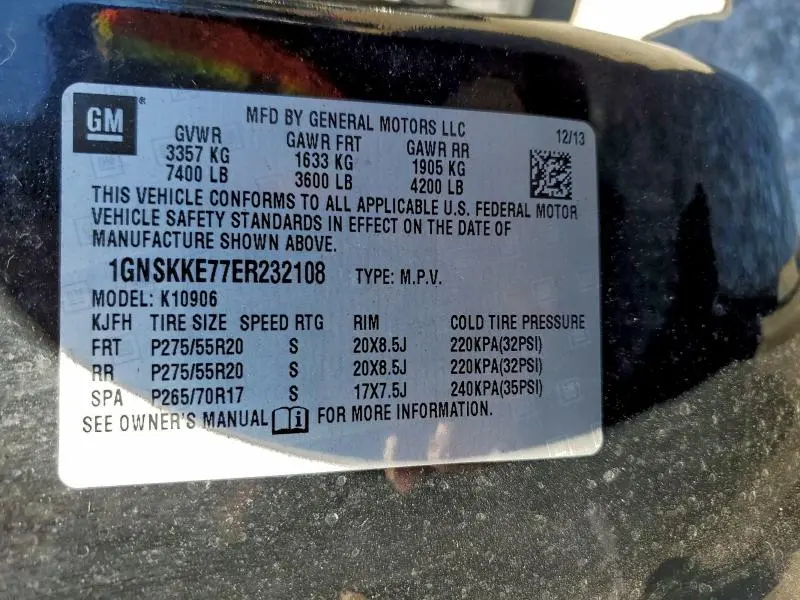 GM®
MFD BY GENERAL MOTORS LLC
12/13
GVWR GAWR FRT GAWR RR
3357 KG 1633 KG 1905 KG
7400 LB 3600 LB 4200 LB
THIS VEHICLE CONFORMS TO ALL APPLICABLE U.S. FEDERAL MOTOR
VEHICLE SAFETY STANDARDS IN EFFECT ON THE DATE OF
MANUFACTURE SHOWN ABOVE.
1GNSKKE77ER232108 TYPE: M.P.V.
MODEL: K10906
KJFH TIRE SIZE SPEED RTG RIM COLD TIRE PRESSURE
FRT P275/55R20 S 20X8.5J 220KPA(32PSI)
RR P275/55R20 S 20X8.5J 220KPA(32PSI)
SPA P265/70R17 S 17X7.5J 240KPA(35PSI)
SEE OWNER'S MANUAL i FOR MORE INFORMATION.